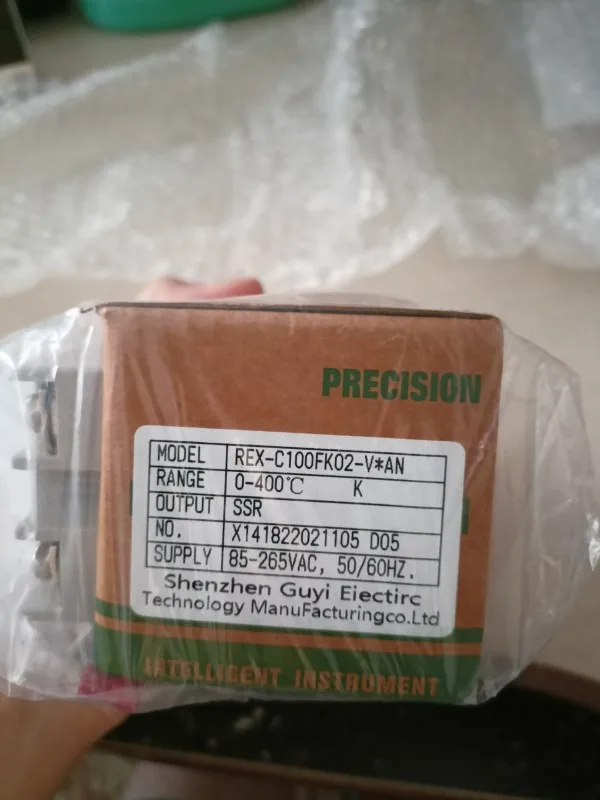 PRECISION
MODEL REX-C100FK02-V*AN
RANGE 0-400℃ K
OUTPUT SSR
NO. X141822021105 D05
SUPPLY 85-265VAC, 50/60HZ.
Shenzhen Guyi Eiectirc
Technology ManuFacturingco.Ltd
INTELLIGENT INSTRUMENT